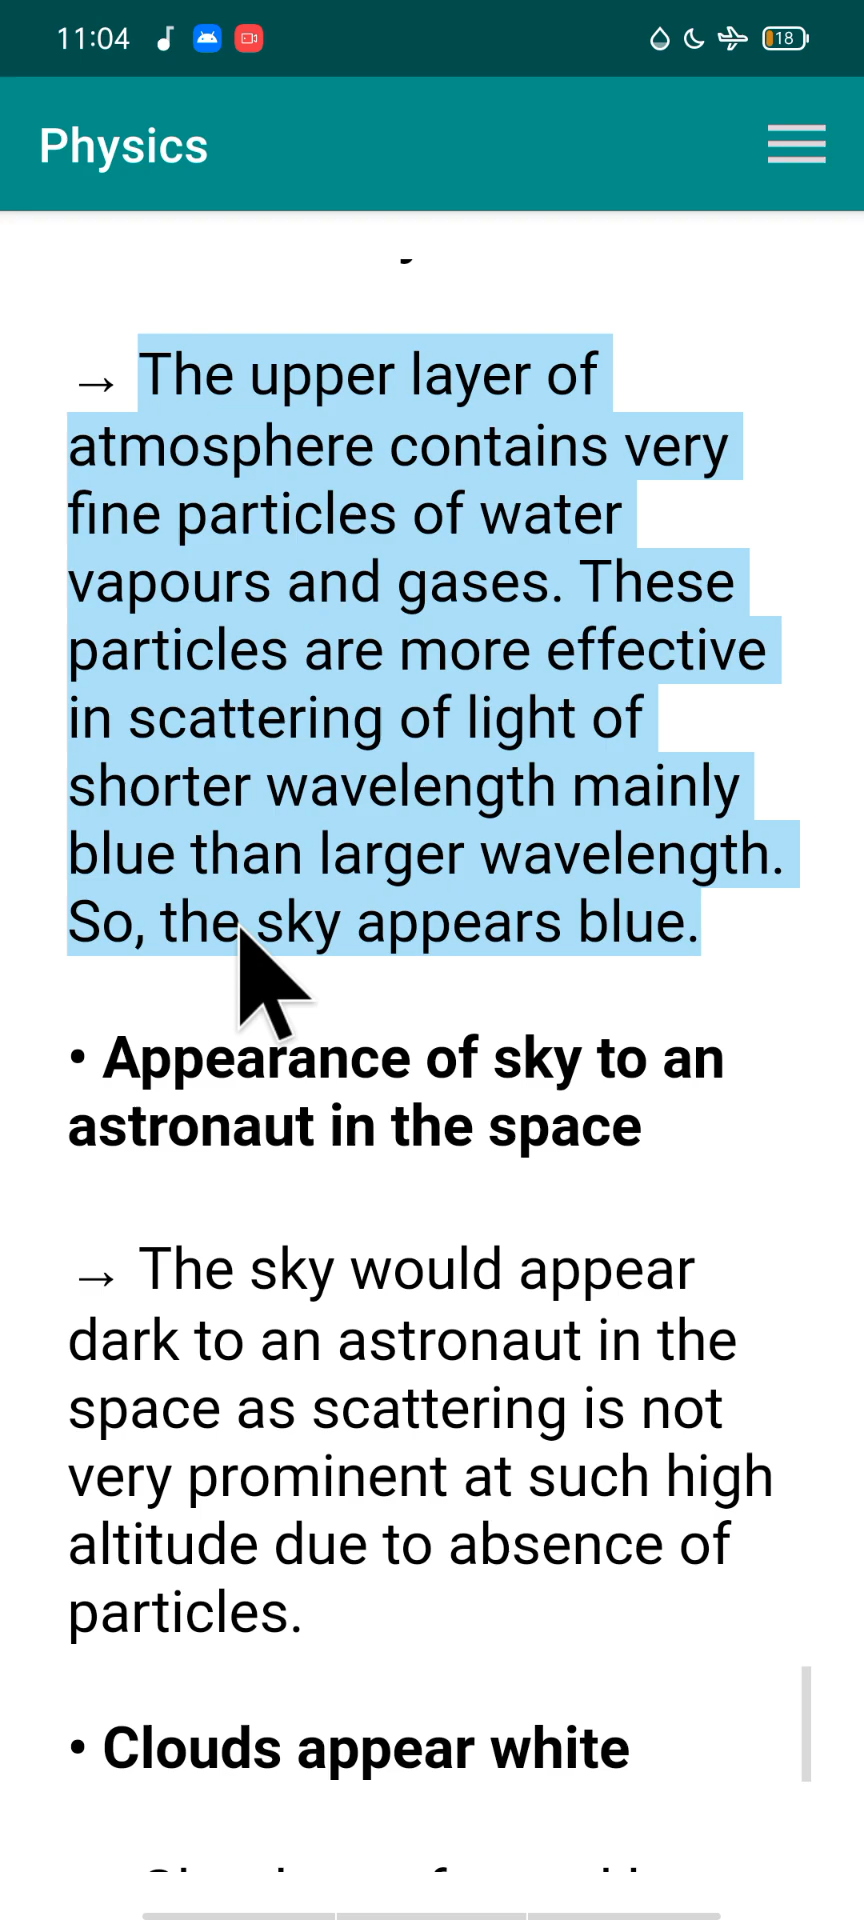 11:04
18
Physics
→ The upper layer of
atmosphere contains very
fine particles of water
vapours and gases. These
particles are more effective
in scattering of light of
shorter wavelength mainly
blue than larger wavelength.
So, the sky appears blue.
• Appearance of sky to an
astronaut in the space
→ The sky would appear
dark to an astronaut in the
space as scattering is not
very prominent at such high
altitude due to absence of
particles.
• Clouds appear white